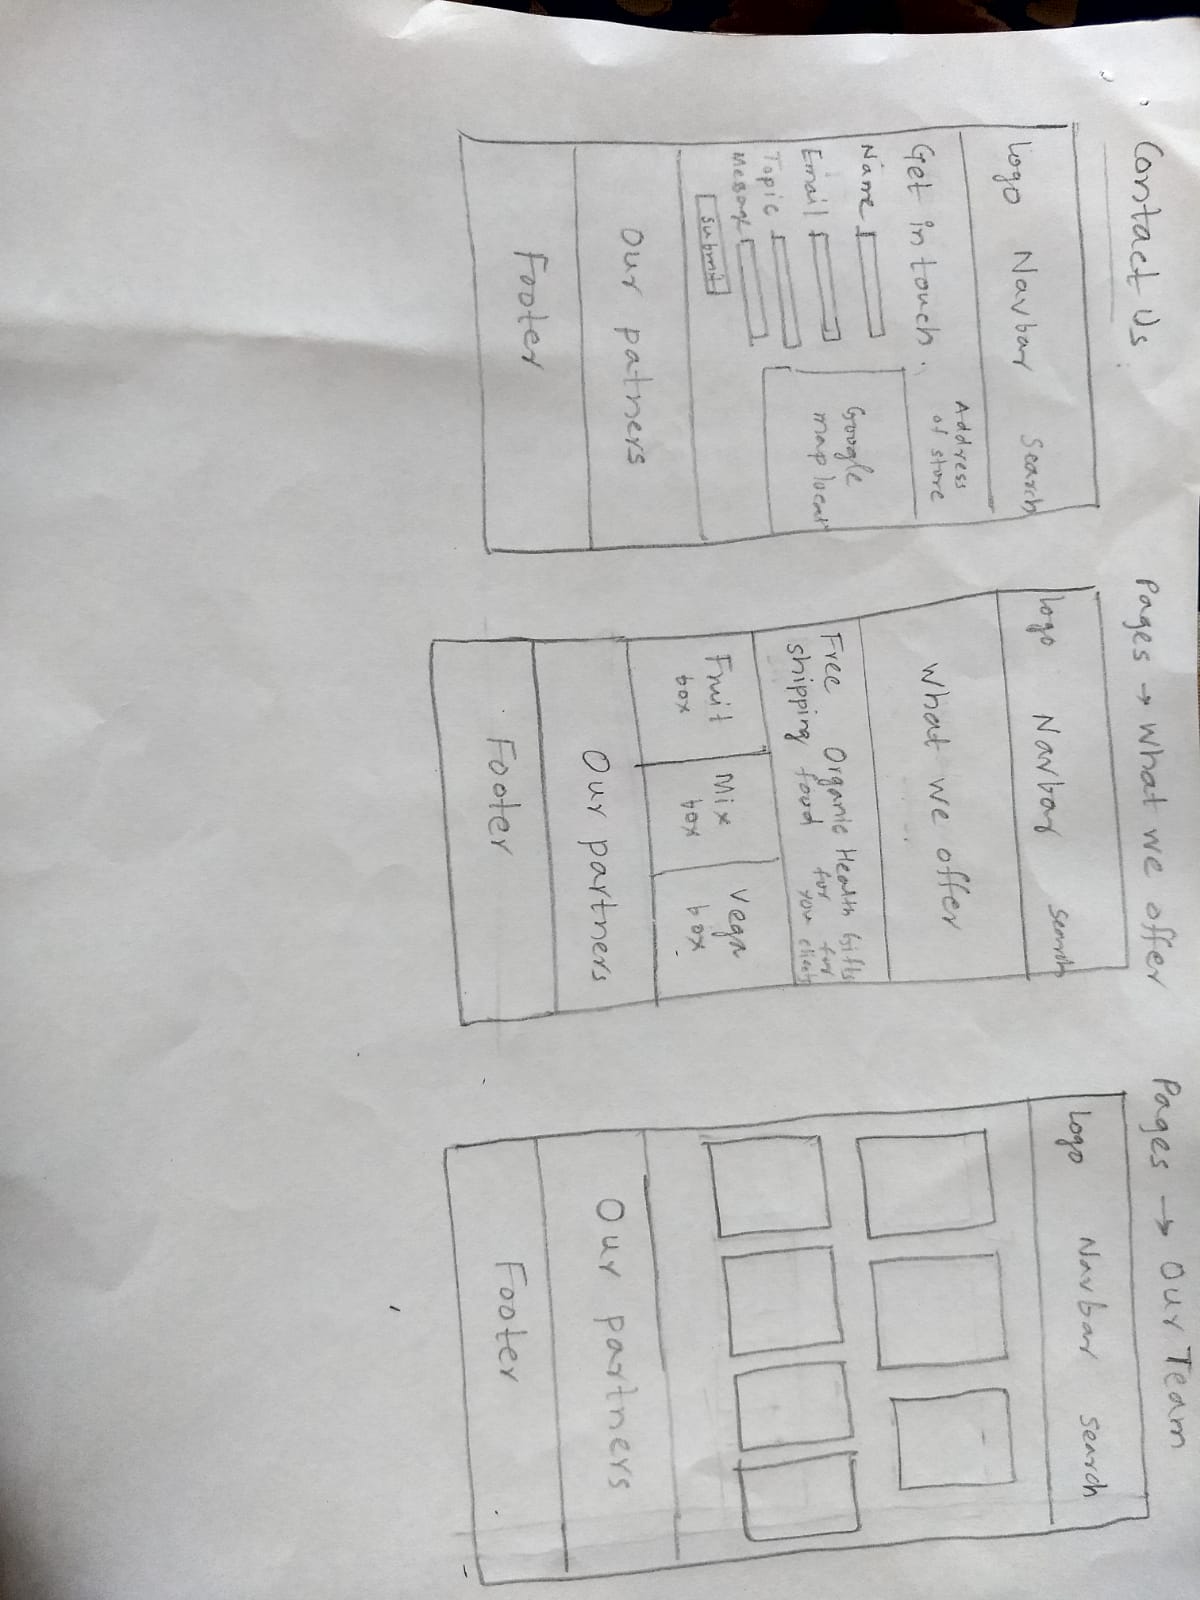 Contact Us
Logo Navbar Search
Get in touch.
Address
of store
Name
Email
Topic
Message
Submit
Google
map locat
Our patners
Footer
Pages → What we offer
Logo Navbar Search
What we offer
Free
shipping
Organic
food
Health
for
you
Gifts
for
clients
Fruit
box
Mix
box
Vega
box
Our partners
Footer
Pages → Our Team
Logo Navbar Search
Our partners
Footer